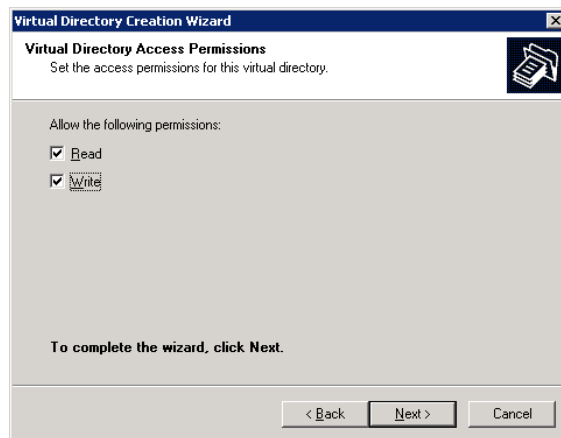 Virtual Directory Creation Wizard
Virtual Directory Access Permissions
Set the access permissions for this virtual directory.
Allow the following permissions:
Read
Write
To complete the wizard, click Next.
< Back Next > Cancel